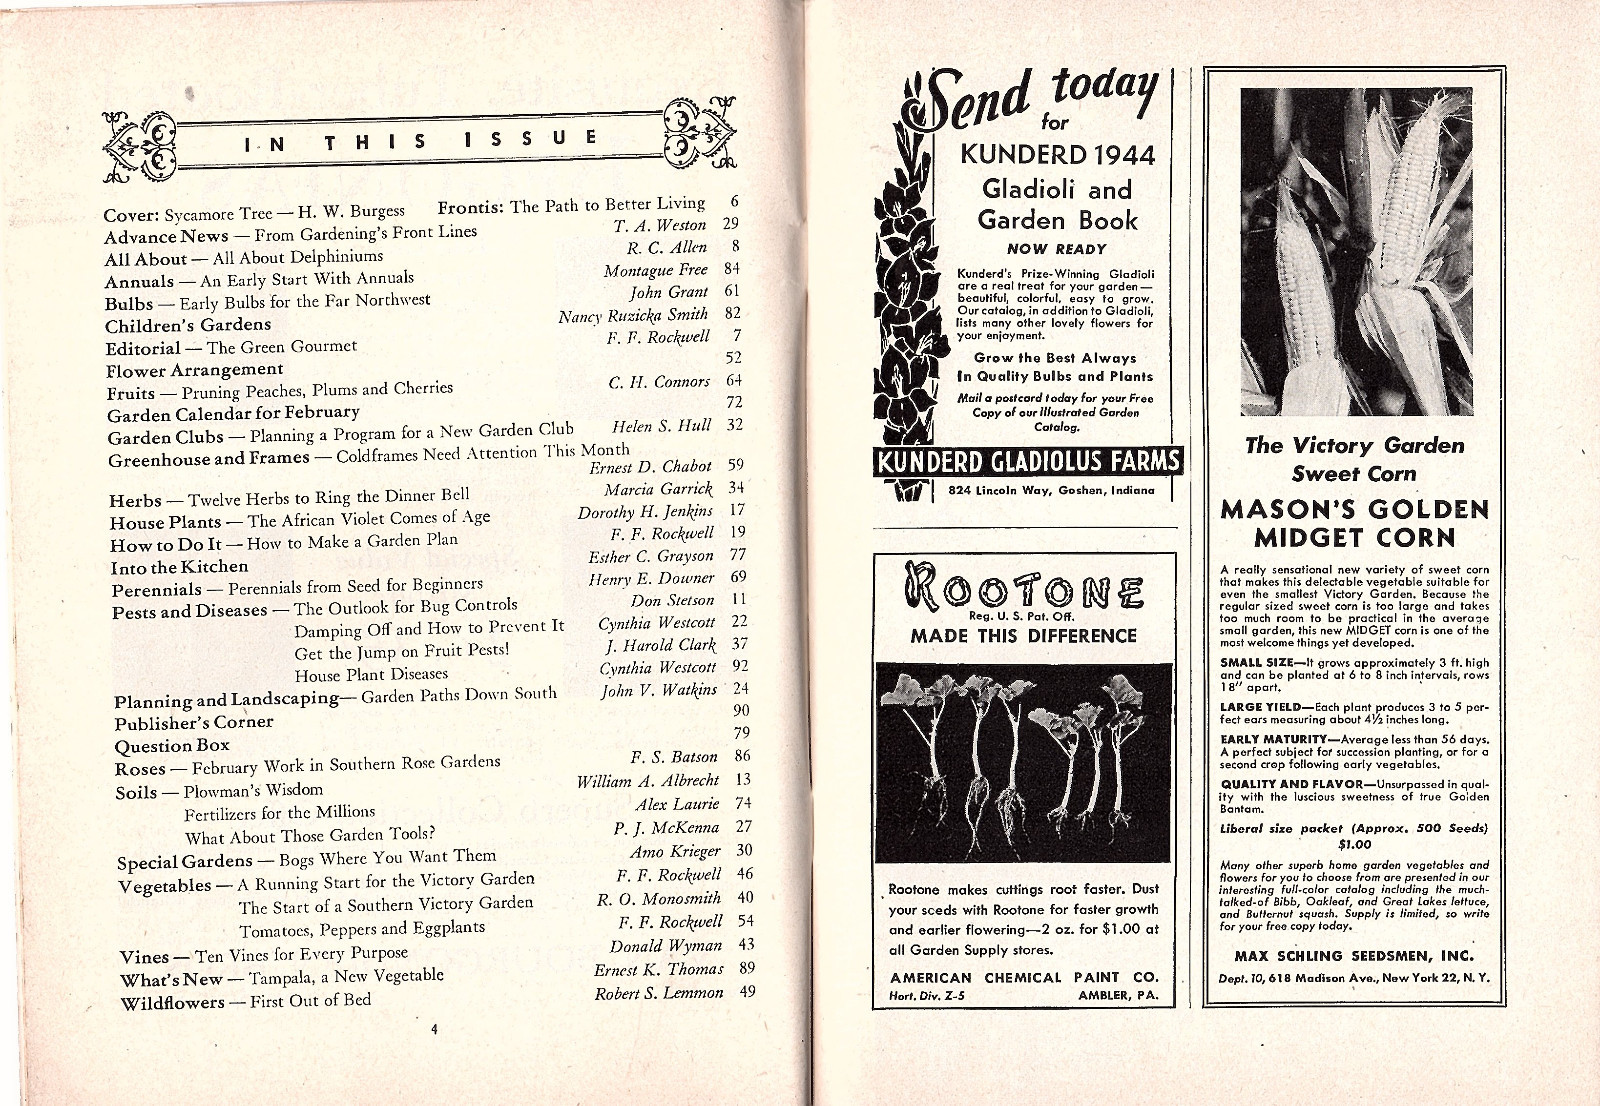 IN THIS ISSUE
Cover: Sycamore Tree — H. W. Burgess Frontis: The Path to Better Living 6
Advance News — From Gardening's Front Lines T. A. Weston 29
All About — All About Delphiniums R. C. Allen 8
Annuals — An Early Start With Annuals Montague Free 84
Bulbs — Early Bulbs for the Far Northwest John Grant 61
Children's Gardens Nancy Ruzicka Smith 82
Editorial — The Green Gourmet F. F. Rockwell 7
Flower Arrangement 52
Fruits — Pruning Peaches, Plums and Cherries C. H. Connors 64
Garden Calendar for February 72
Garden Clubs — Planning a Program for a New Garden Club Helen S. Hull 32
Greenhouse and Frames — Coldframes Need Attention This Month
Ernest D. Chabot 59
Herbs — Twelve Herbs to Ring the Dinner Bell Marcia Garrick 34
House Plants — The African Violet Comes of Age Dorothy H. Jenkins 17
How to Do It — How to Make a Garden Plan F. F. Rockwell 19
Into the Kitchen Esther C. Grayson 77
Perennials — Perennials from Seed for Beginners Henry E. Downer 69
Pests and Diseases — The Outlook for Bug Controls Don Stetson 11
Damping Off and How to Prevent It Cynthia Westcott 22
Get the Jump on Fruit Pests! J. Harold Clark 37
House Plant Diseases Cynthia Westcott 92
Planning and Landscaping— Garden Paths Down South John V. Watkins 24
Publisher's Corner 90
Question Box 79
Roses — February Work in Southern Rose Gardens F. S. Batson 86
Soils — Plowman's Wisdom William A. Albrecht 13
Fertilizers for the Millions Alex Laurie 74
What About Those Garden Tools? P. J. McKenna 27
Special Gardens — Bogs Where You Want Them Amo Krieger 30
Vegetables — A Running Start for the Victory Garden F. F. Rockwell 46
The Start of a Southern Victory Garden R. O. Monosmith 40
Tomatoes, Peppers and Eggplants F. F. Rockwell 54
Vines — Ten Vines for Every Purpose Donald Wyman 43
What's New — Tampala, a New Vegetable Ernest K. Thomas 89
Wildflowers — First Out of Bed Robert S. Lemmon 49
4
Send today
for
KUNDERD 1944
Gladioli and
Garden Book
NOW READY
Kunderd's Prize-Winning Gladioli
are a real treat for your garden —
beautiful, colorful, easy to grow.
Our catalog, in addition to Gladioli,
lists many other lovely flowers for
your enjoyment.
Grow the Best Always
In Quality Bulbs and Plants
Mail a postcard today for your Free
Copy of our Illustrated Garden
Catalog.
KUNDERD GLADIOLUS FARMS
824 Lincoln Way, Goshen, Indiana
ROOTONE
Reg. U. S. Pat. Off.
MADE THIS DIFFERENCE
Rootone makes cuttings root faster. Dust
your seeds with Rootone for faster growth
and earlier flowering—2 oz. for $1.00 at
all Garden Supply stores.
AMERICAN CHEMICAL PAINT CO.
Hort. Div. Z-5 AMBLER, PA.
The Victory Garden
Sweet Corn
MASON'S GOLDEN
MIDGET CORN
A really sensational new variety of sweet corn
that makes this delectable vegetable suitable for
even the smallest Victory Garden. Because the
regular sized sweet corn is too large and takes
too much room to be practical in the average
small garden, this new MIDGET corn is one of the
most welcome things yet developed.
SMALL SIZE—It grows approximately 3 ft. high
and can be planted at 6 to 8 inch intervals, rows
18" apart.
LARGE YIELD—Each plant produces 3 to 5 per-
fect ears measuring about 4½ inches long.
EARLY MATURITY—Average less than 56 days.
A perfect subject for succession planting, or for a
second crop following early vegetables.
QUALITY AND FLAVOR—Unsurpassed in qual-
ity with the luscious sweetness of true Golden
Bantam.
Liberal size packet (Approx. 500 Seeds)
$1.00
Many other superb home garden vegetables and
flowers for you to choose from are presented in our
interesting full-color catalog including the much-
talked-of Bibb, Oakleaf, and Great Lakes lettuce,
and Butternut squash. Supply is limited, so write
for your free copy today.
MAX SCHLING SEEDSMEN, INC.
Dept. 10, 618 Madison Ave., New York 22, N. Y.